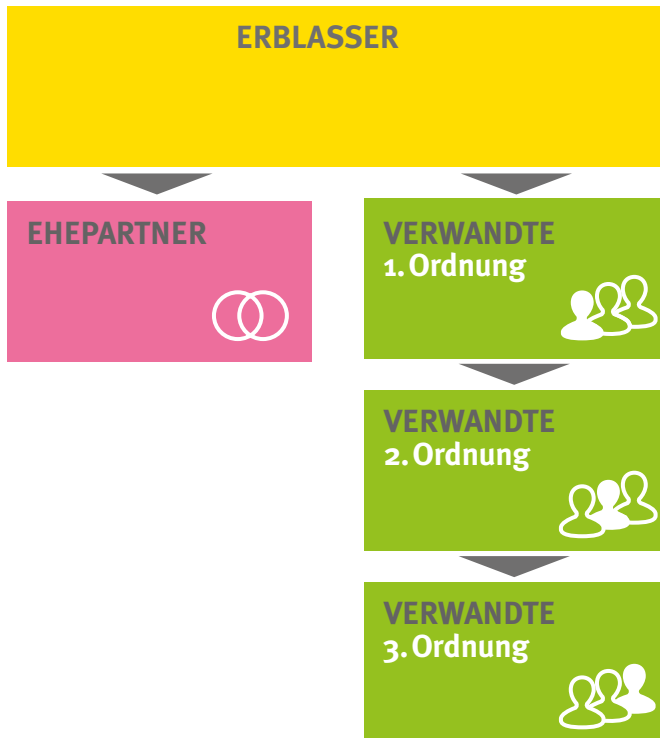 ERBLASSER
EHEPARTNER
VERWANDTE
1. Ordnung
VERWANDTE
2. Ordnung
VERWANDTE
3. Ordnung